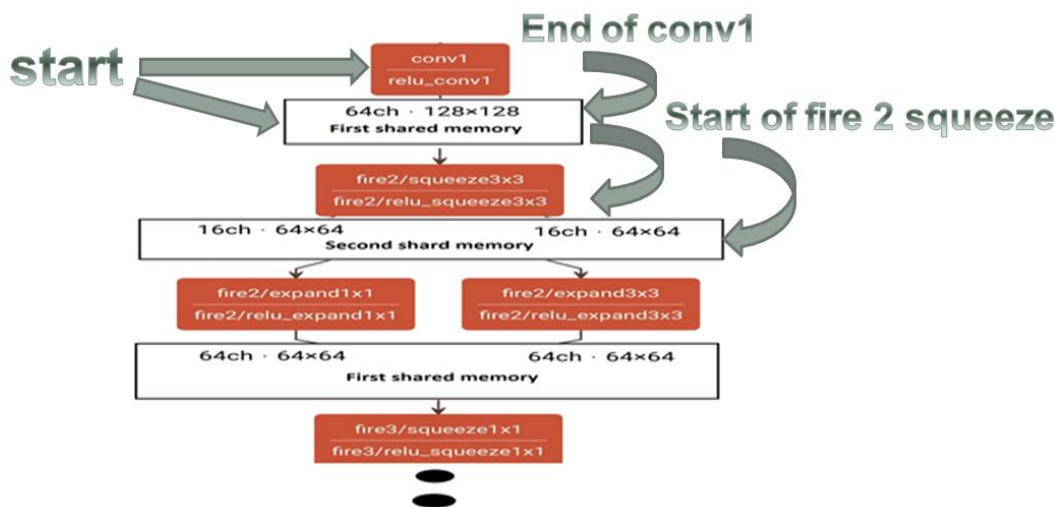 End of conv1
start
conv1
relu_conv1
64ch · 128×128
First shared memory
Start of fire 2 squeeze
fire2/squeeze3x3
fire2/relu_squeeze3x3
16ch · 64×64 16ch · 64×64
Second shard memory
fire2/expand1x1 fire2/expand3x3
fire2/relu_expand1x1 fire2/relu_expand3x3
64ch · 64×64 64ch · 64×64
First shared memory
fire3/squeeze1x1
fire3/relu_squeeze1x1